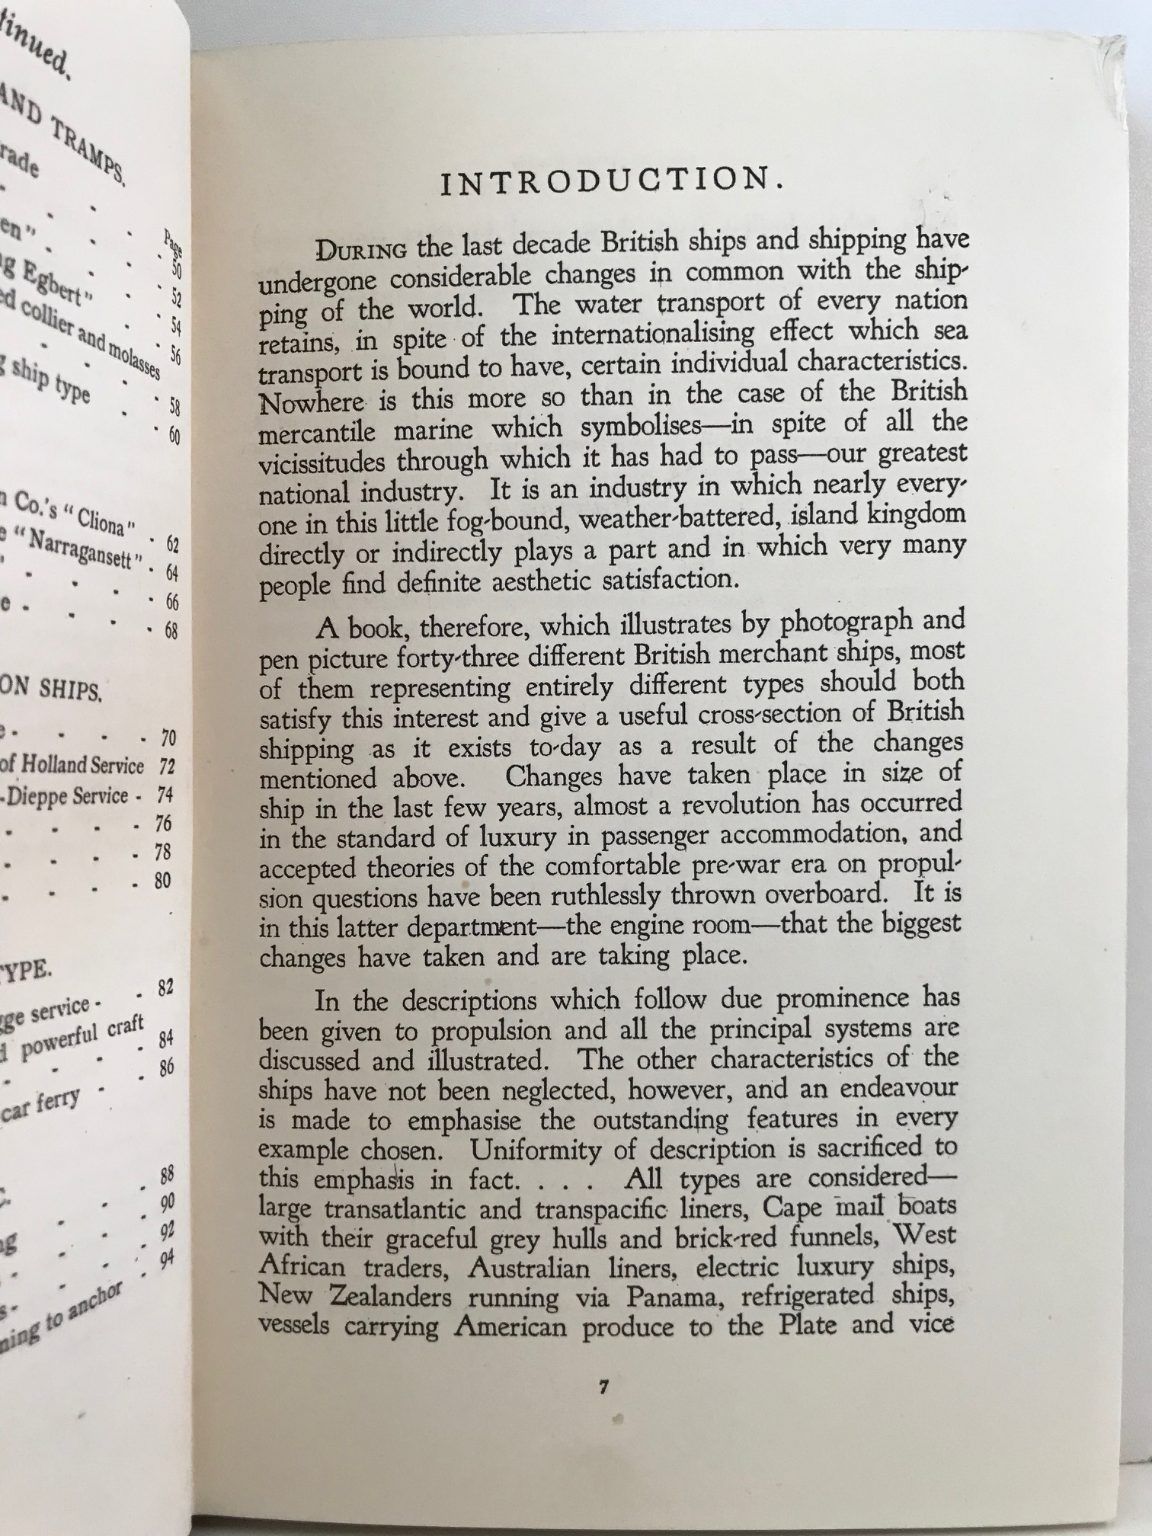 tinued.
AND TRAMPS.
rade
Page
50
en"
52
g Egbert"
54
ed collier and molasses
56
g ship type
58
60
n Co.'s "Cliona" - 62
e "Narragansett" - 64
66
68
ON SHIPS.
70
of Holland Service 72
-Dieppe Service - 74
76
78
80
TYPE.
gge service - - 82
powerful craft
84
car ferry - - 86
88
90
92
ning to anchor - 94
INTRODUCTION.
DURING the last decade British ships and shipping have
undergone considerable changes in common with the ship-
ping of the world. The water transport of every nation
retains, in spite of the internationalising effect which sea
transport is bound to have, certain individual characteristics.
Nowhere is this more so than in the case of the British
mercantile marine which symbolises—in spite of all the
vicissitudes through which it has had to pass—our greatest
national industry. It is an industry in which nearly every-
one in this little fog-bound, weather-battered, island kingdom
directly or indirectly plays a part and in which very many
people find definite aesthetic satisfaction.
A book, therefore, which illustrates by photograph and
pen picture forty-three different British merchant ships, most
of them representing entirely different types should both
satisfy this interest and give a useful cross-section of British
shipping as it exists to-day as a result of the changes
mentioned above. Changes have taken place in size of
ship in the last few years, almost a revolution has occurred
in the standard of luxury in passenger accommodation, and
accepted theories of the comfortable pre-war era on propul-
sion questions have been ruthlessly thrown overboard. It is
in this latter department—the engine room—that the biggest
changes have taken and are taking place.
In the descriptions which follow due prominence has
been given to propulsion and all the principal systems are
discussed and illustrated. The other characteristics of the
ships have not been neglected, however, and an endeavour
is made to emphasise the outstanding features in every
example chosen. Uniformity of description is sacrificed to
this emphasis in fact. . . . All types are considered—
large transatlantic and transpacific liners, Cape mail boats
with their graceful grey hulls and brick-red funnels, West
African traders, Australian liners, electric luxury ships,
New Zealanders running via Panama, refrigerated ships,
vessels carrying American produce to the Plate and vice
7